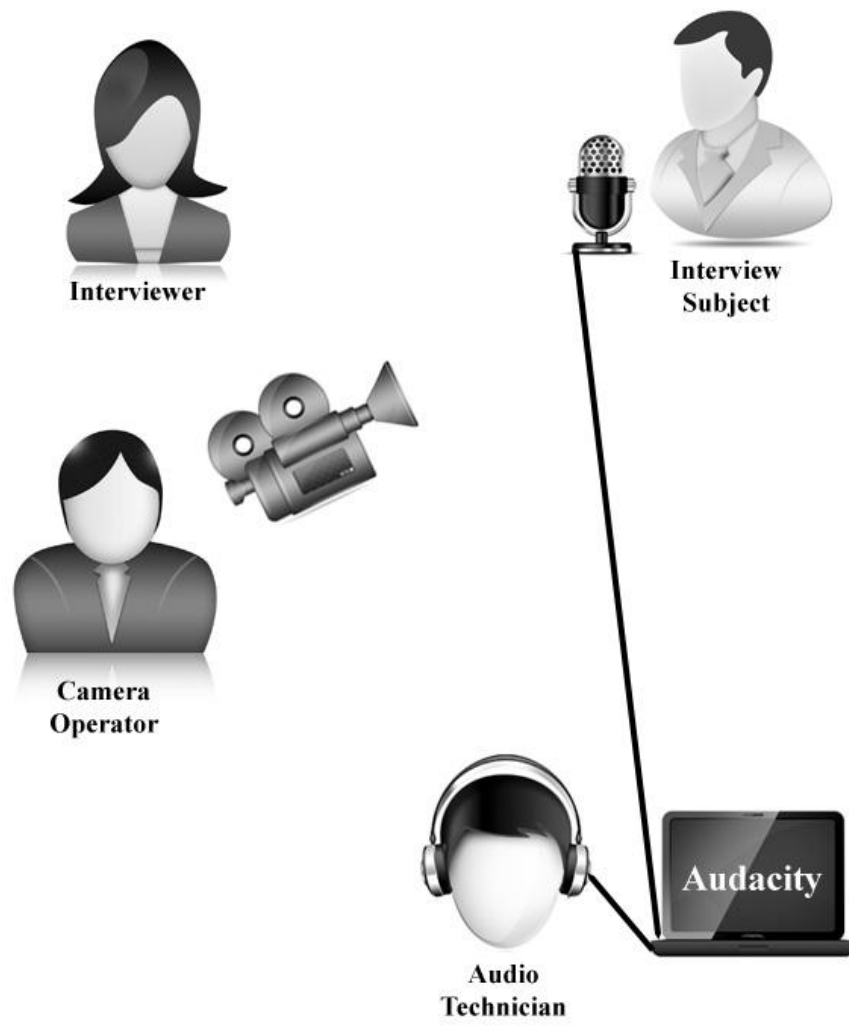 Interviewer
Interview
Subject
Camera
Operator
Audacity
Audio
Technician